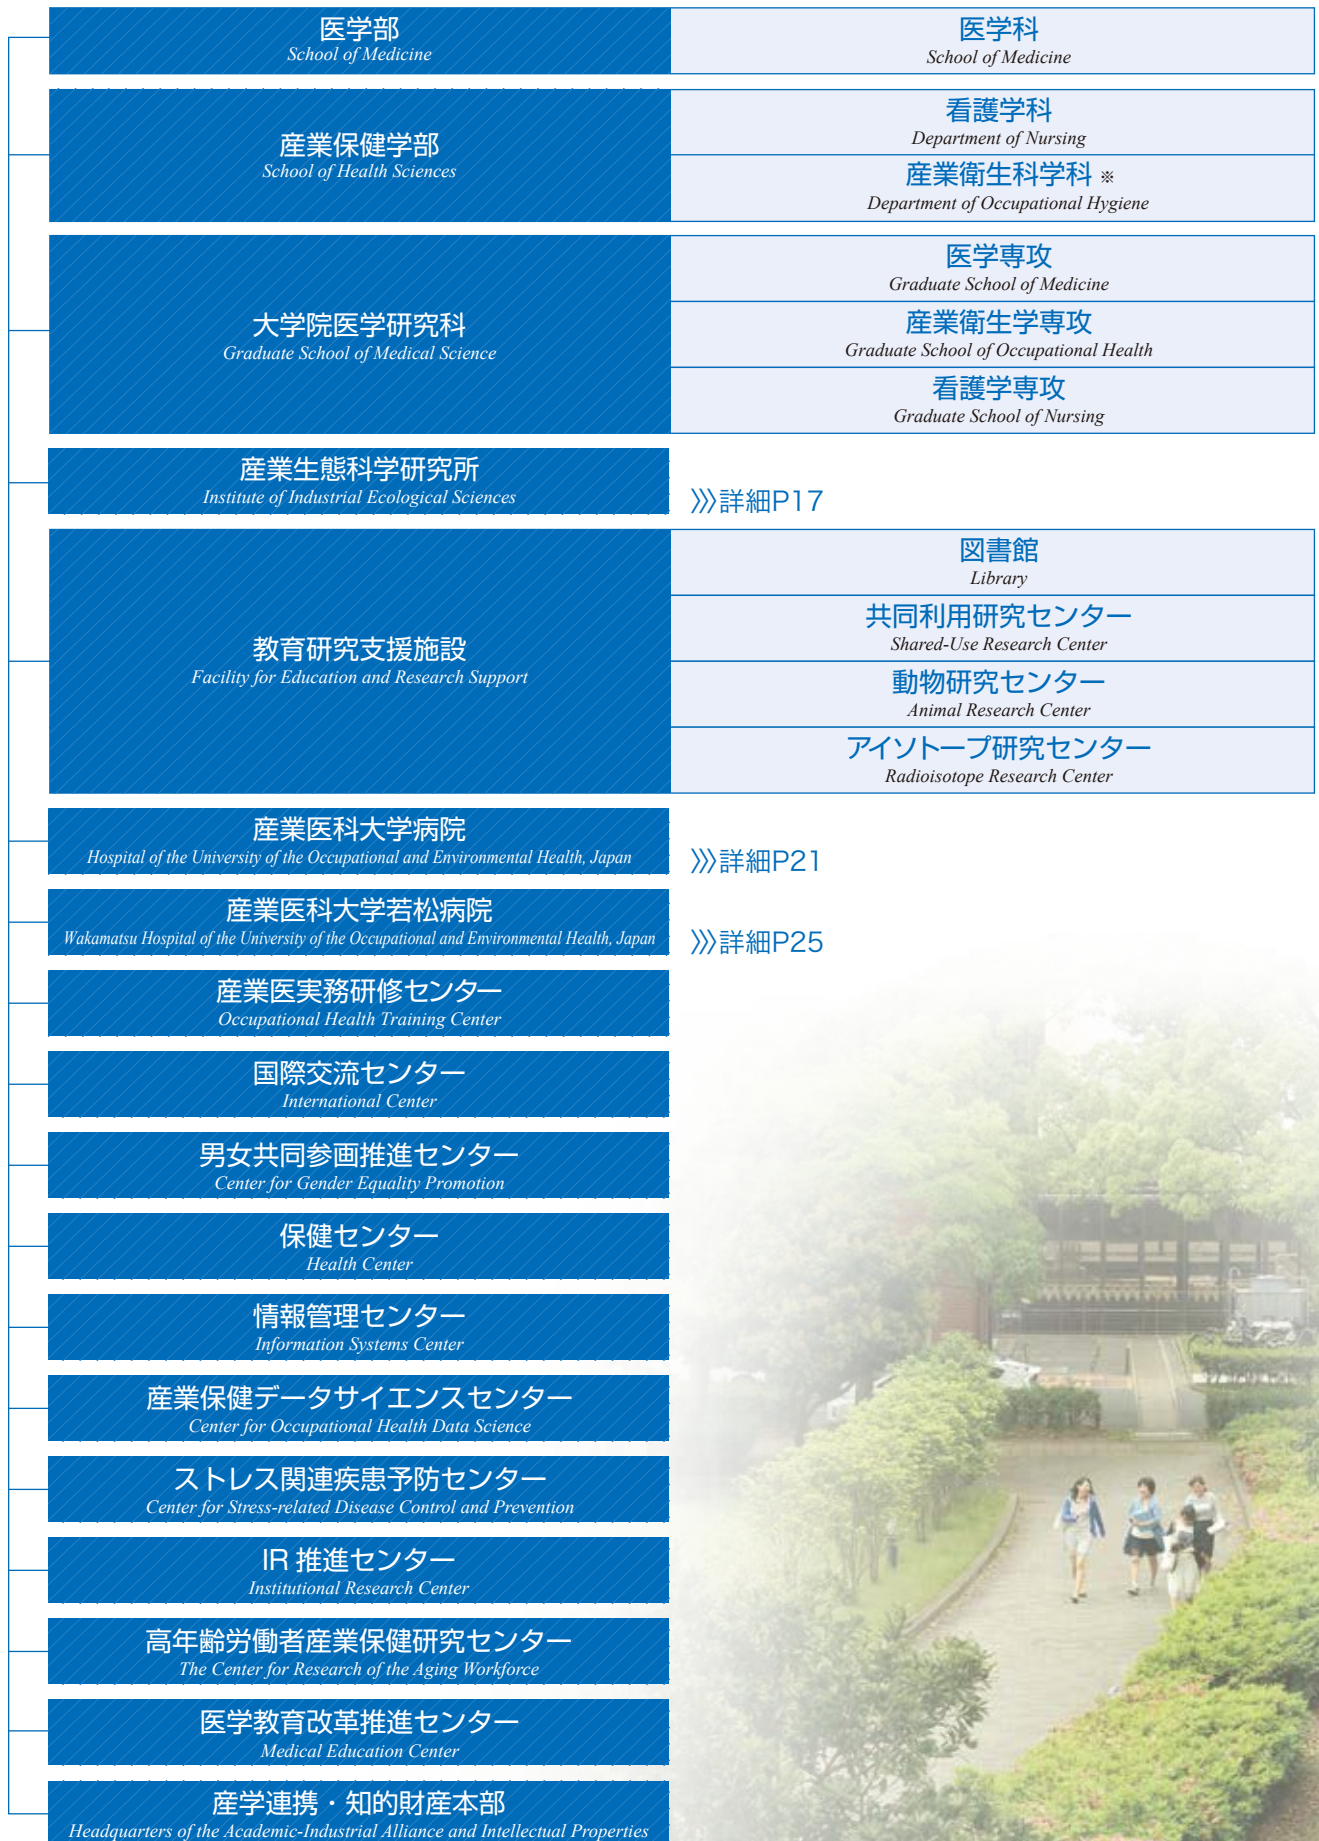 医学部
School of Medicine
医学科
School of Medicine
産業保健学部
School of Health Sciences
看護学科
Department of Nursing
産業衛生科学科 ※
Department of Occupational Hygiene
大学院医学研究科
Graduate School of Medical Science
医学専攻
Graduate School of Medicine
産業衛生学専攻
Graduate School of Occupational Health
看護学専攻
Graduate School of Nursing
産業生態科学研究所
Institute of Industrial Ecological Sciences
》》詳細P17
教育研究支援施設
Facility for Education and Research Support
図書館
Library
共同利用研究センター
Shared-Use Research Center
動物研究センター
Animal Research Center
アイソトープ研究センター
Radioisotope Research Center
産業医科大学病院
Hospital of the University of the Occupational and Environmental Health, Japan
》》詳細P21
産業医科大学若松病院
Wakamatsu Hospital of the University of the Occupational and Environmental Health, Japan
》》詳細P25
産業医実務研修センター
Occupational Health Training Center
国際交流センター
International Center
男女共同参画推進センター
Center for Gender Equality Promotion
保健センター
Health Center
情報管理センター
Information Systems Center
産業保健データサイエンスセンター
Center for Occupational Health Data Science
ストレス関連疾患予防センター
Center for Stress-related Disease Control and Prevention
IR 推進センター
Institutional Research Center
高年齢労働者産業保健研究センター
The Center for Research of the Aging Workforce
医学教育改革推進センター
Medical Education Center
産学連携・知的財産本部
Headquarters of the Academic-Industrial Alliance and Intellectual Properties